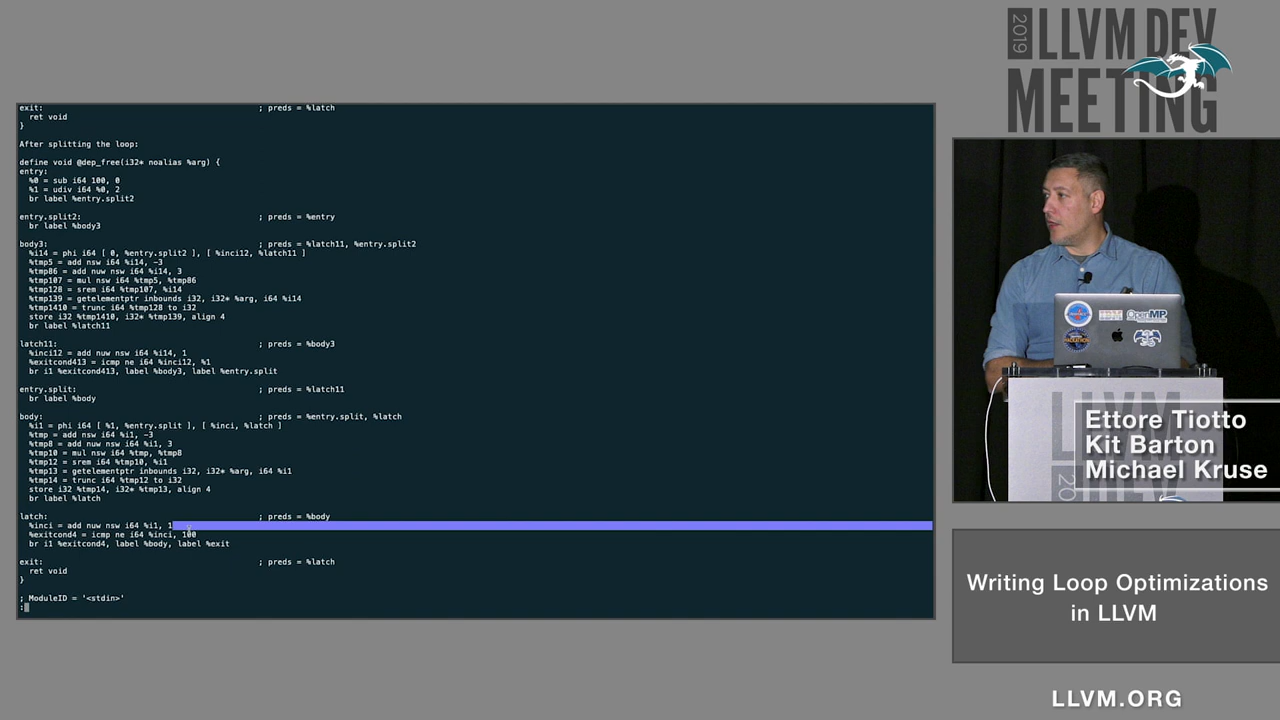 exit:                                             ; preds = %latch
  ret void
}
After splitting the loop:
define void @dep_free(i32* noalias %arg) {
entry:
  %0 = sub i64 100, 0
  %1 = udiv i64 %0, 2
  br label %entry.split2
entry.split2:                                     ; preds = %entry
  br label %body3
body3:                                            ; preds = %latch11, %entry.split2
  %i14 = phi i64 [ 0, %entry.split2 ], [ %inci12, %latch11 ]
  %tmp5 = add nsw i64 %i14, -3
  %tmp86 = add nuw nsw i64 %i14, 3
  %tmp107 = mul nsw i64 %tmp5, %tmp86
  %tmp128 = srem i64 %tmp107, %i14
  %tmp139 = getelementptr inbounds i32, i32* %arg, i64 %i14
  %tmp1410 = trunc i64 %tmp128 to i32
  store i32 %tmp1410, i32* %tmp139, align 4
  br label %latch11
latch11:                                          ; preds = %body3
  %inci12 = add nuw nsw i64 %i14, 1
  %exitcond413 = icmp ne i64 %inci12, %1
  br i1 %exitcond413, label %body3, label %entry.split
entry.split:                                      ; preds = %latch11
  br label %body
body:                                             ; preds = %entry.split, %latch
  %i1 = phi i64 [ %1, %entry.split ], [ %inci, %latch ]
  %tmp = add nsw i64 %i1, -3
  %tmp8 = add nuw nsw i64 %i1, 3
  %tmp10 = mul nsw i64 %tmp, %tmp8
  %tmp12 = srem i64 %tmp10, %i1
  %tmp13 = getelementptr inbounds i32, i32* %arg, i64 %i1
  %tmp14 = trunc i64 %tmp12 to i32
  store i32 %tmp14, i32* %tmp13, align 4
  br label %latch
latch:                                            ; preds = %body
  %inci = add nuw nsw i64 %i1, 1
  %exitcond4 = icmp ne i64 %inci, 100
  br i1 %exitcond4, label %body, label %exit
exit:                                             ; preds = %latch
  ret void
}
; ModuleID = '<stdin>'
:
2019 LLVM DEV
MEETING
IBM OpenMP
LLVM
20
Ettore Tiotto
Kit Barton
Michael Kruse
Writing Loop Optimizations
in LLVM
LLVM.ORG